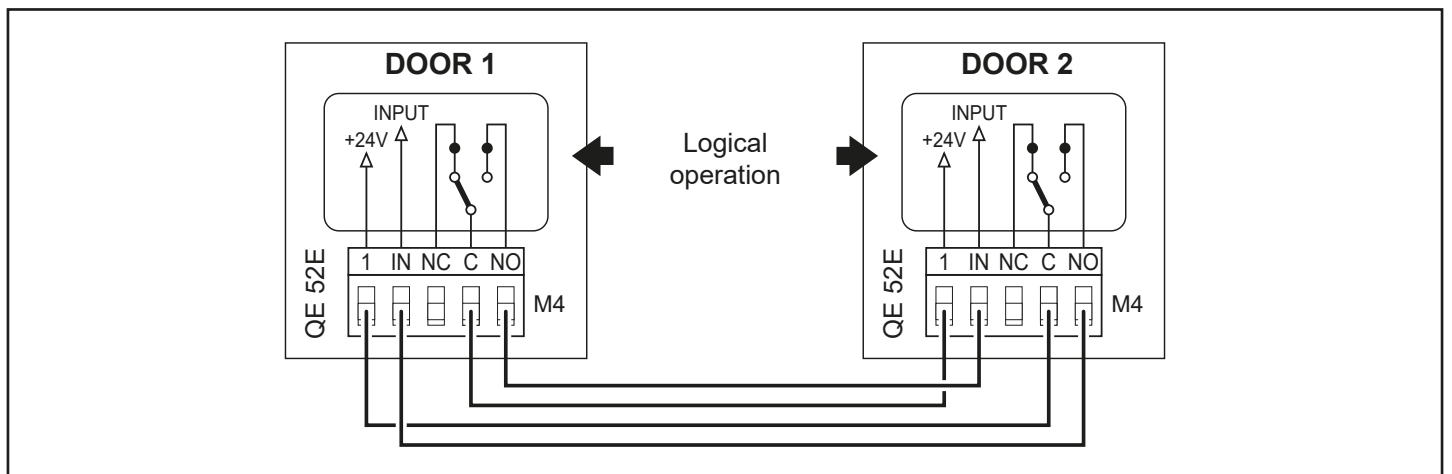 DOOR 1
INPUT
+24V
1 IN NC C NO
QE 52E
M4
Logical
operation
DOOR 2
INPUT
+24V
1 IN NC C NO
QE 52E
M4